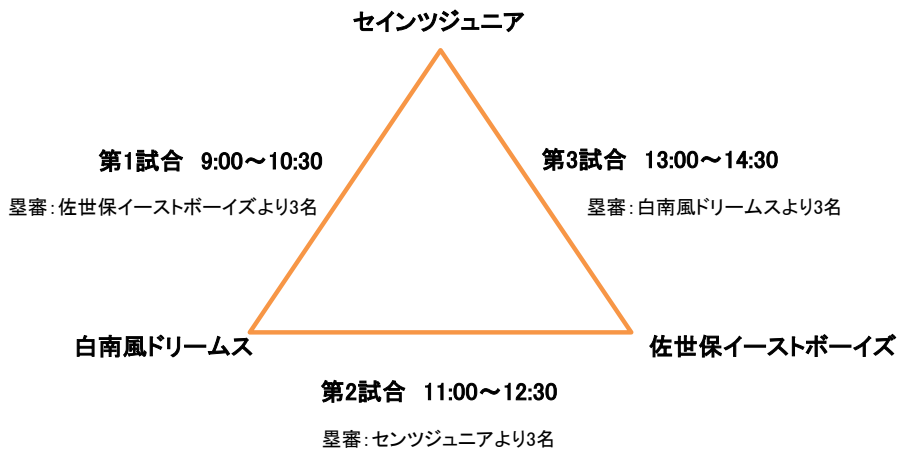 セインツジュニア
第1試合 9:00～10:30
塁審：佐世保イーストボーイズより3名
第3試合 13:00～14:30
塁審：白南風ドリームスより3名
白南風ドリームス
佐世保イーストボーイズ
第2試合 11:00～12:30
塁審：センツジュニアより3名